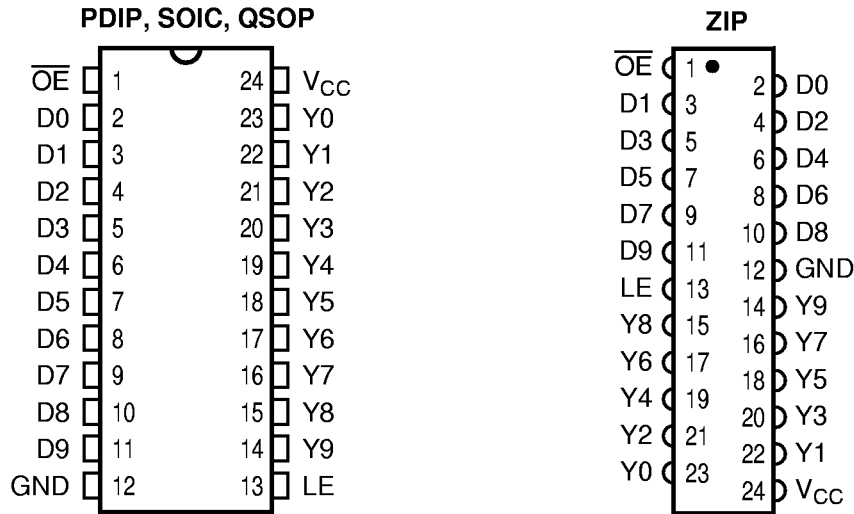 PDIP, SOIC, QSOP
O̅E̅ 1 24 VCC
D0 2 23 Y0
D1 3 22 Y1
D2 4 21 Y2
D3 5 20 Y3
D4 6 19 Y4
D5 7 18 Y5
D6 8 17 Y6
D7 9 16 Y7
D8 10 15 Y8
D9 11 14 Y9
GND 12 13 LE
ZIP
O̅E̅ 1
2 D0
D1 3
4 D2
D3 5
6 D4
D5 7
8 D6
D7 9
10 D8
D9 11
12 GND
LE 13
14 Y9
Y8 15
16 Y7
Y6 17
18 Y5
Y4 19
20 Y3
Y2 21
22 Y1
Y0 23
24 VCC